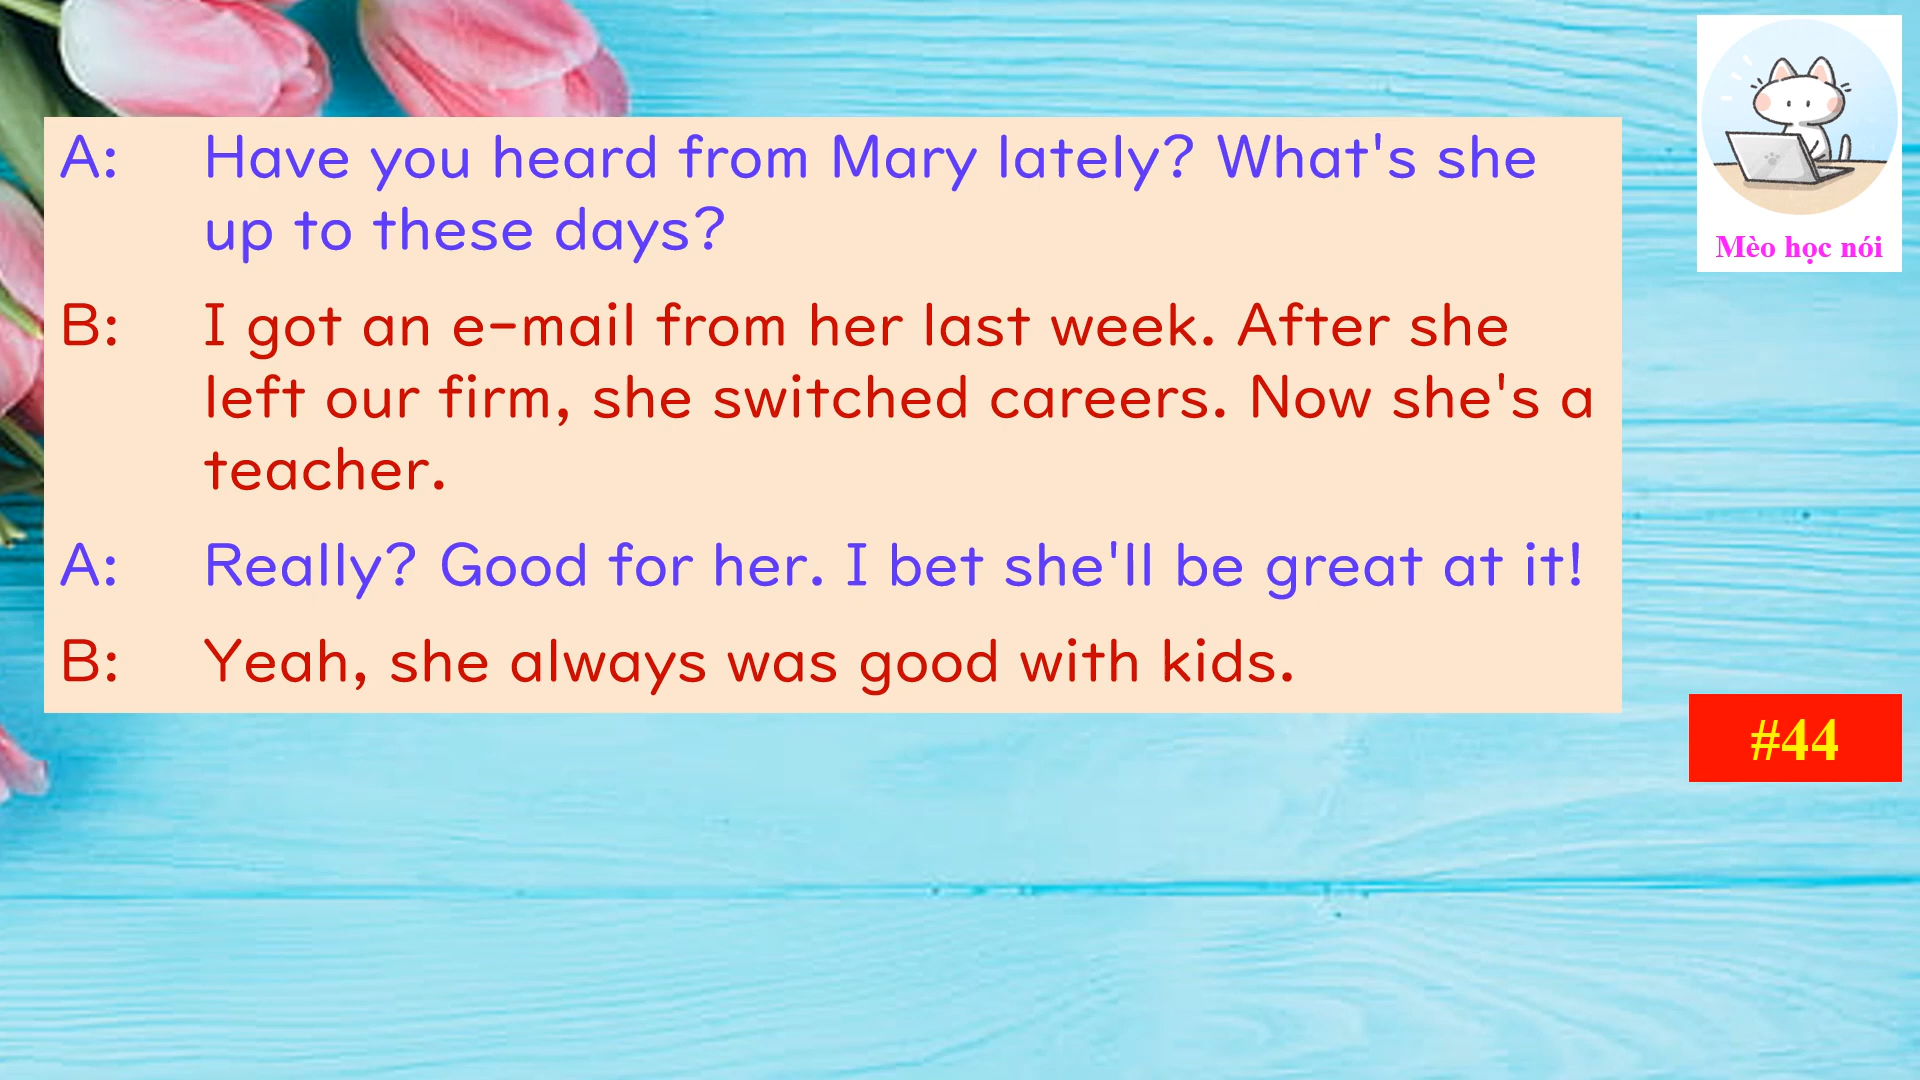 A: Have you heard from Mary lately? What's she
up to these days?
B: I got an e-mail from her last week. After she
left our firm, she switched careers. Now she's a
teacher.
A: Really? Good for her. I bet she'll be great at it!
B: Yeah, she always was good with kids.
Mèo học nói
#44